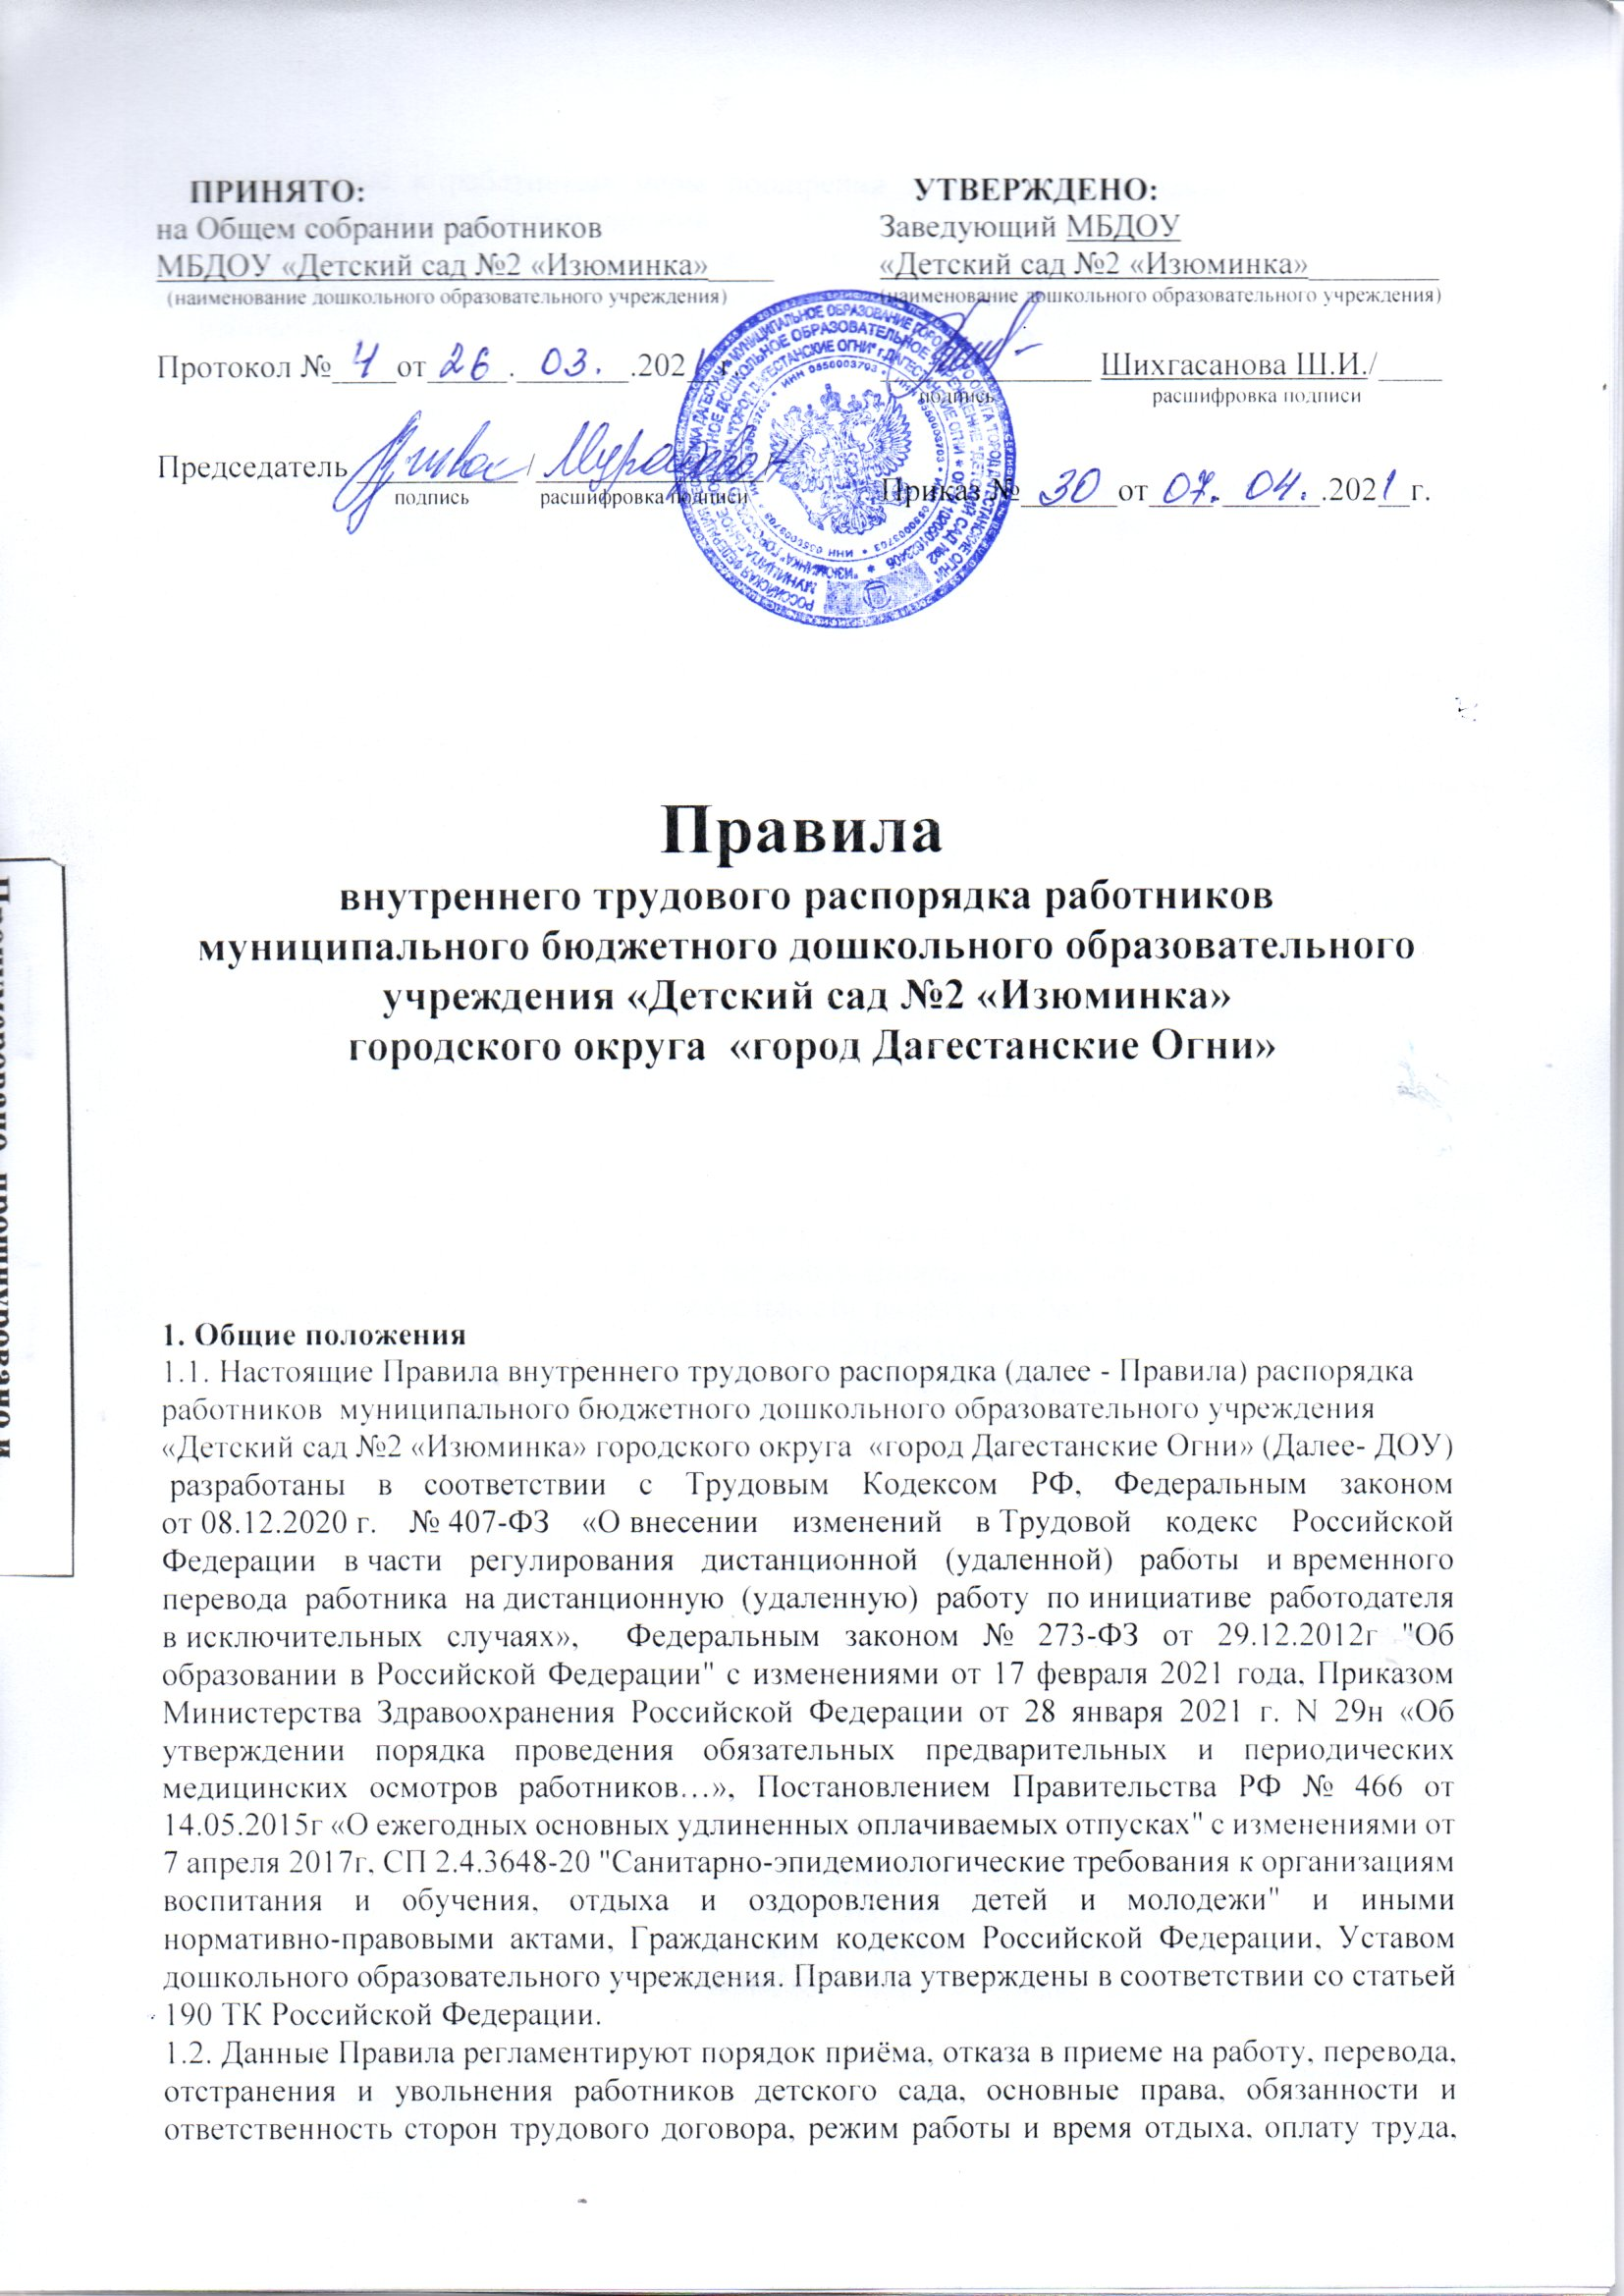 ПРИНЯТО:
на Общем собрании работников
МБДОУ «Детский сад №2 «Изюминка»
(наименование дошкольного образовательного учреждения)
Протокол № 4 от 26 . 03. .202
Председатель /
подпись расшифровка подписи
УТВЕРЖДЕНО:
Заведующий МБДОУ
«Детский сад №2 «Изюминка»
(наименование дошкольного образовательного учреждения)
Шихгасанова Ш.И./
подпись расшифровка подписи
Приказ № 30 от 07. 04. .2021 г.
Правила
внутреннего трудового распорядка работников
муниципального бюджетного дошкольного образовательного
учреждения «Детский сад №2 «Изюминка»
городского округа «город Дагестанские Огни»
1. Общие положения
1.1. Настоящие Правила внутреннего трудового распорядка (далее - Правила) распорядка
работников муниципального бюджетного дошкольного образовательного учреждения
«Детский сад №2 «Изюминка» городского округа «город Дагестанские Огни» (Далее- ДОУ)
разработаны в соответствии с Трудовым Кодексом РФ, Федеральным законом
от 08.12.2020 г. № 407-ФЗ «О внесении изменений в Трудовой кодекс Российской
Федерации в части регулирования дистанционной (удаленной) работы и временного
перевода работника на дистанционную (удаленную) работу по инициативе работодателя
в исключительных случаях», Федеральным законом № 273-ФЗ от 29.12.2012г "Об
образовании в Российской Федерации" с изменениями от 17 февраля 2021 года, Приказом
Министерства Здравоохранения Российской Федерации от 28 января 2021 г. N 29н «Об
утверждении порядка проведения обязательных предварительных и периодических
медицинских осмотров работников…», Постановлением Правительства РФ № 466 от
14.05.2015г «О ежегодных основных удлиненных оплачиваемых отпусках" с изменениями от
7 апреля 2017г, СП 2.4.3648-20 "Санитарно-эпидемиологические требования к организациям
воспитания и обучения, отдыха и оздоровления детей и молодежи" и иными
нормативно-правовыми актами, Гражданским кодексом Российской Федерации, Уставом
дошкольного образовательного учреждения. Правила утверждены в соответствии со статьей
190 ТК Российской Федерации.
1.2. Данные Правила регламентируют порядок приёма, отказа в приеме на работу, перевода,
отстранения и увольнения работников детского сада, основные права, обязанности и
ответственность сторон трудового договора, режим работы и время отдыха, оплату труда,